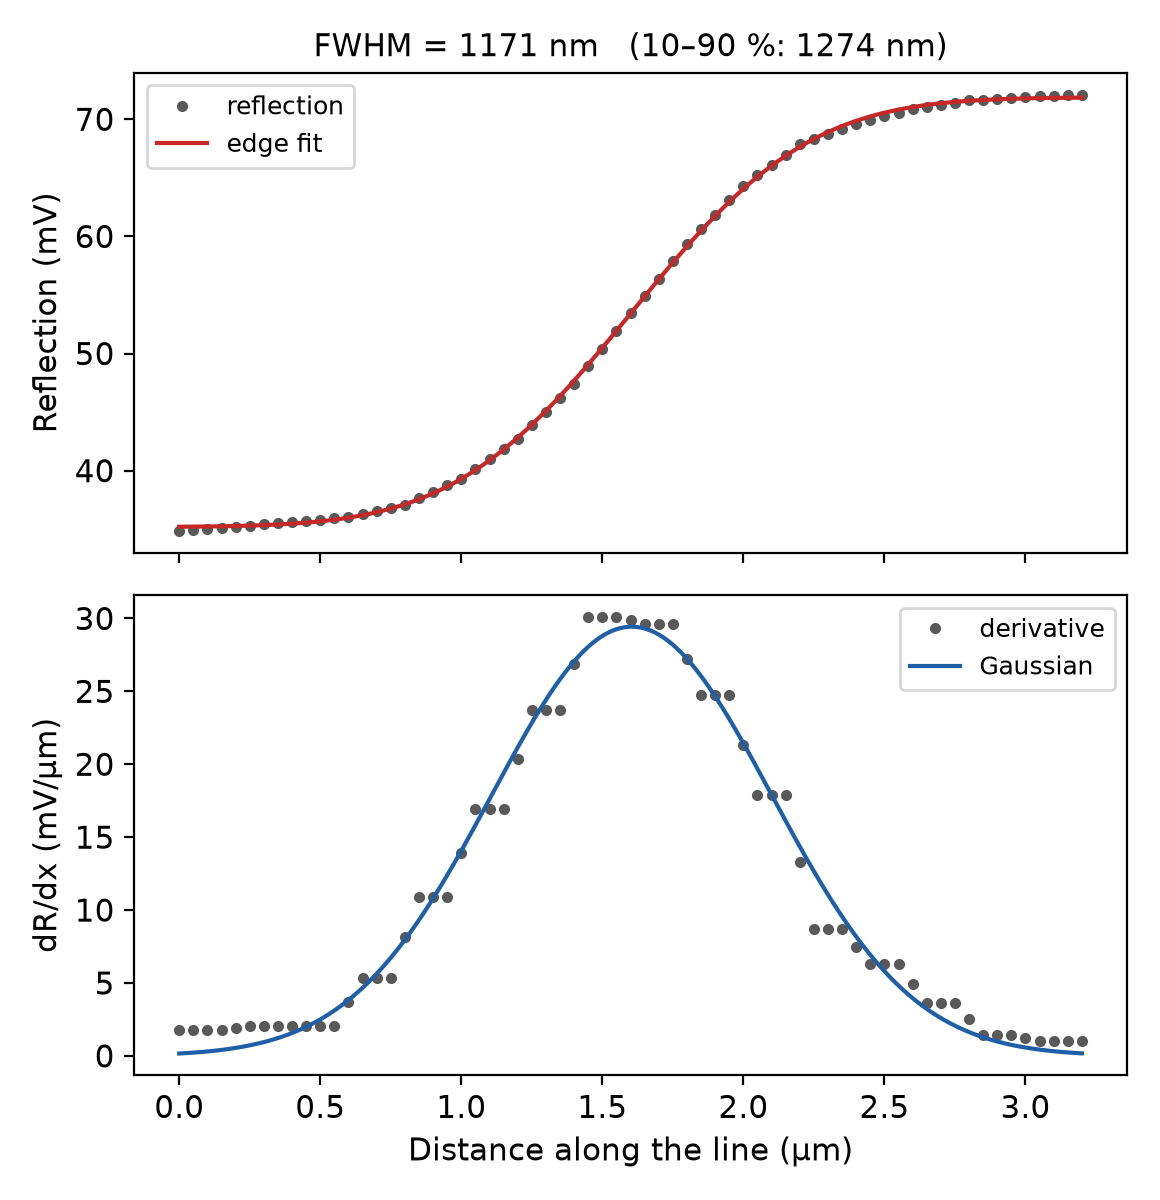 FWHM = 1171 nm   (10–90 %: 1274 nm)
reflection
edge fit
Reflection (mV)
70
60
50
40
derivative
Gaussian
dR/dx (mV/µm)
30
25
20
15
10
5
0
0.0 0.5 1.0 1.5 2.0 2.5 3.0
Distance along the line (µm)